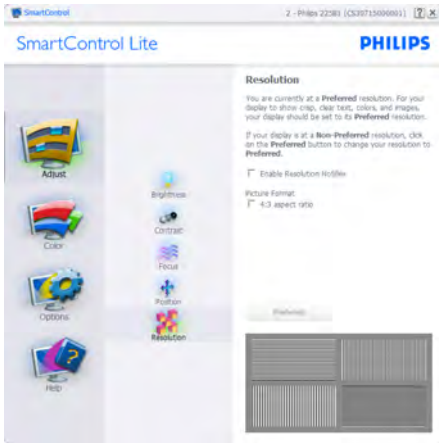 SmartControl
2 - Philips 225B1 (CS39715000001)
SmartControl Lite
PHILIPS
Adjust
Color
Options
Help
Brightness
Contrast
Focus
Position
Resolution
Resolution
You are currently at a Preferred resolution. For your
display to show crisp, clear text, colors, and images,
your display should be set to its Preferred resolution.
If your display is at a Non-Preferred resolution, click
on the Preferred button to change your resolution to
Preferred.
Enable Resolution Notifier
Picture Format
4:3 aspect ratio
Preferred